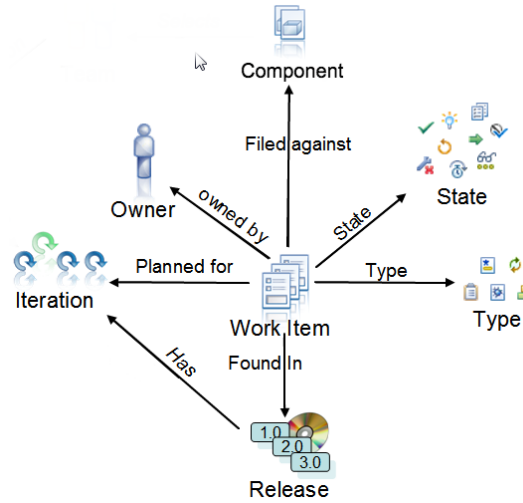 Component
Filed against
Owner
owned by
State
State
Planned for
Type
Iteration
Work Item
Type
Found In
Has
1.0
2.0
3.0
Release